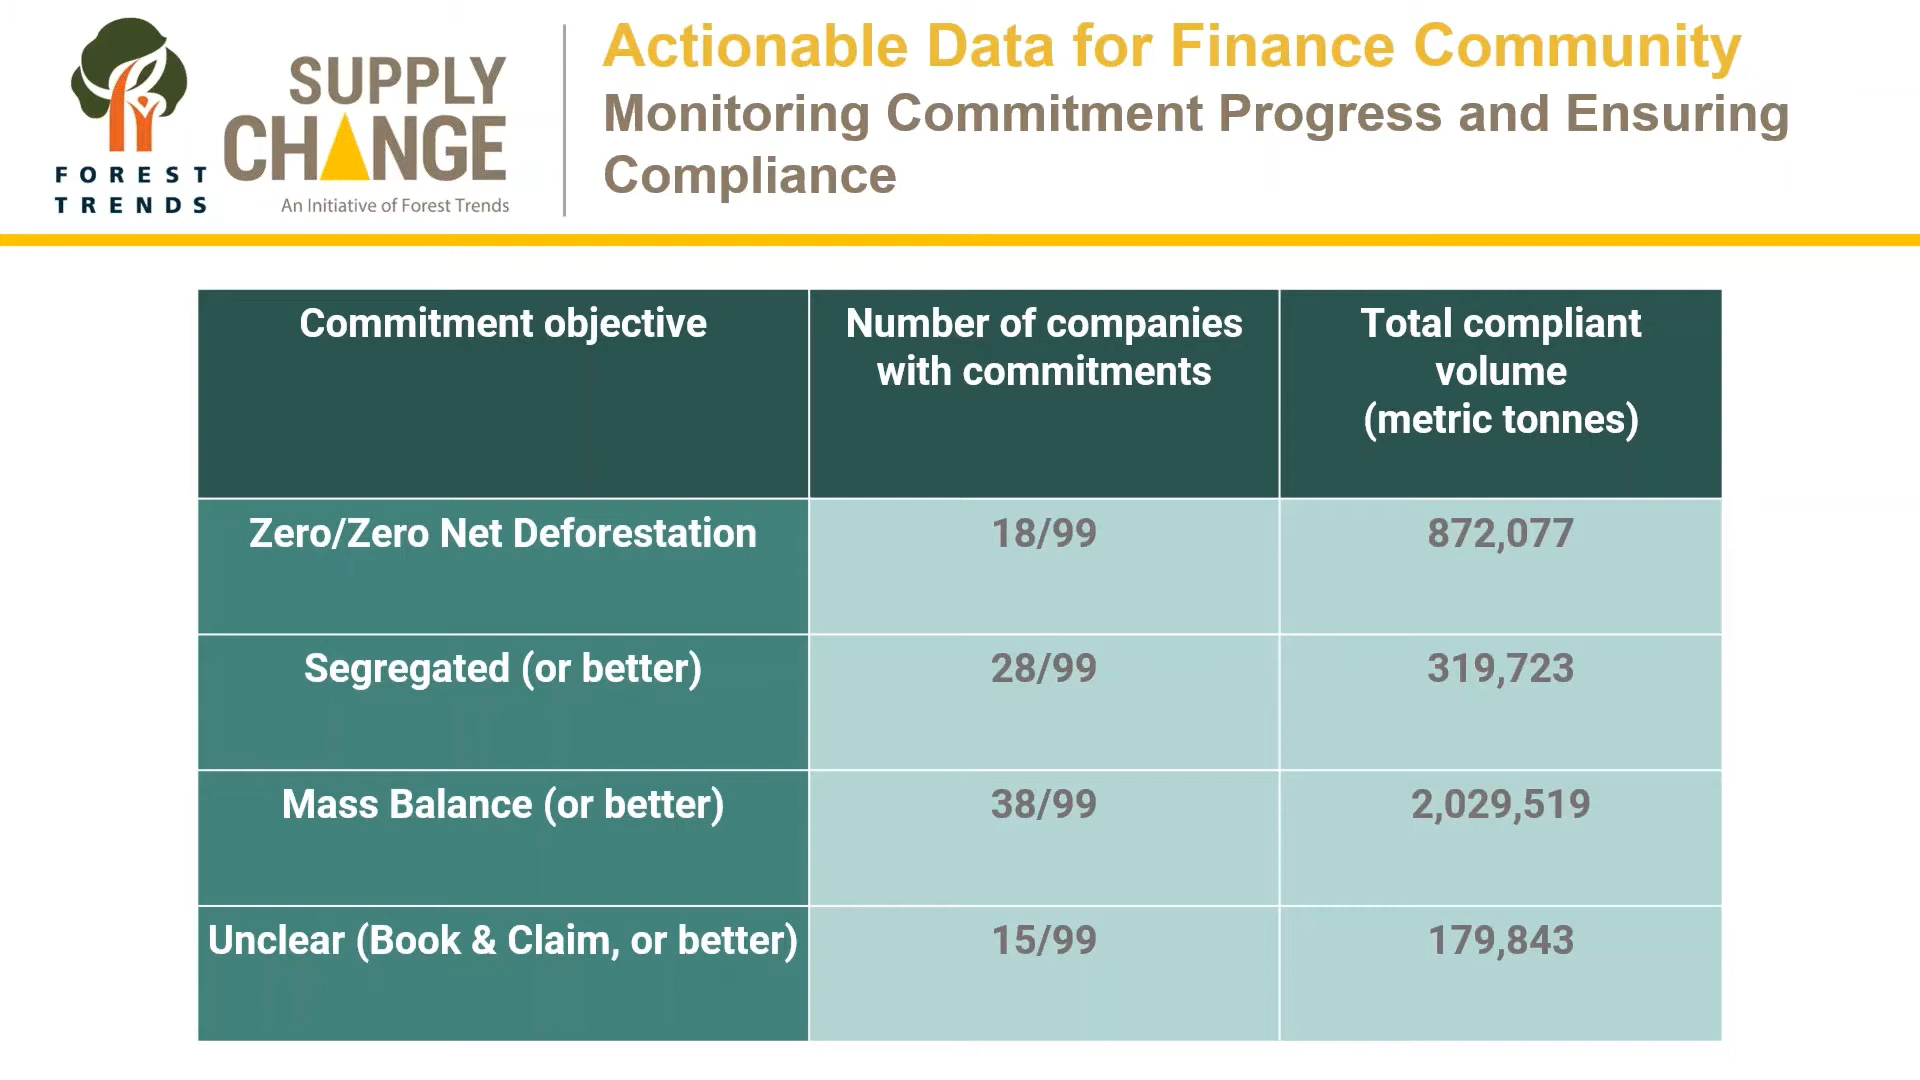 FOREST
TRENDS
SUPPLY
CHANGE
An Initiative of Forest Trends
Actionable Data for Finance Community
Monitoring Commitment Progress and Ensuring
Compliance
Commitment objective
Number of companies
with commitments
Total compliant
volume
(metric tonnes)
Zero/Zero Net Deforestation
18/99
872,077
Segregated (or better)
28/99
319,723
Mass Balance (or better)
38/99
2,029,519
Unclear (Book & Claim, or better)
15/99
179,843